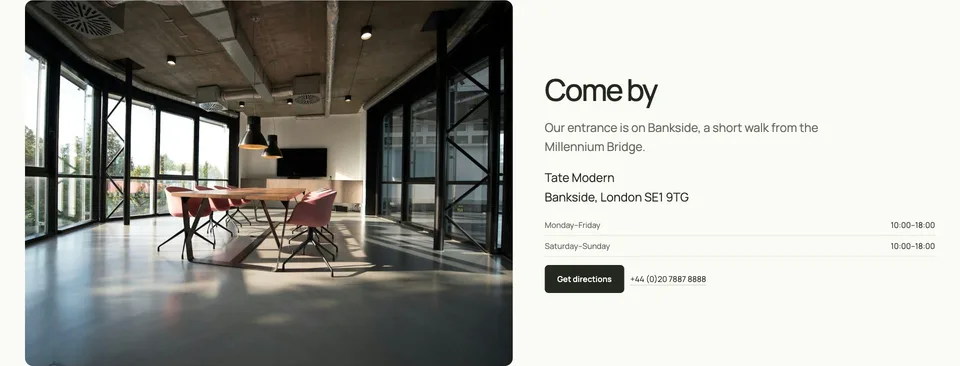 Come by
Our entrance is on Bankside, a short walk from the
Millennium Bridge.
Tate Modern
Bankside, London SE1 9TG
Monday–Friday 10:00–18:00
Saturday–Sunday 10:00–18:00
Get directions +44 (0)20 7887 8888